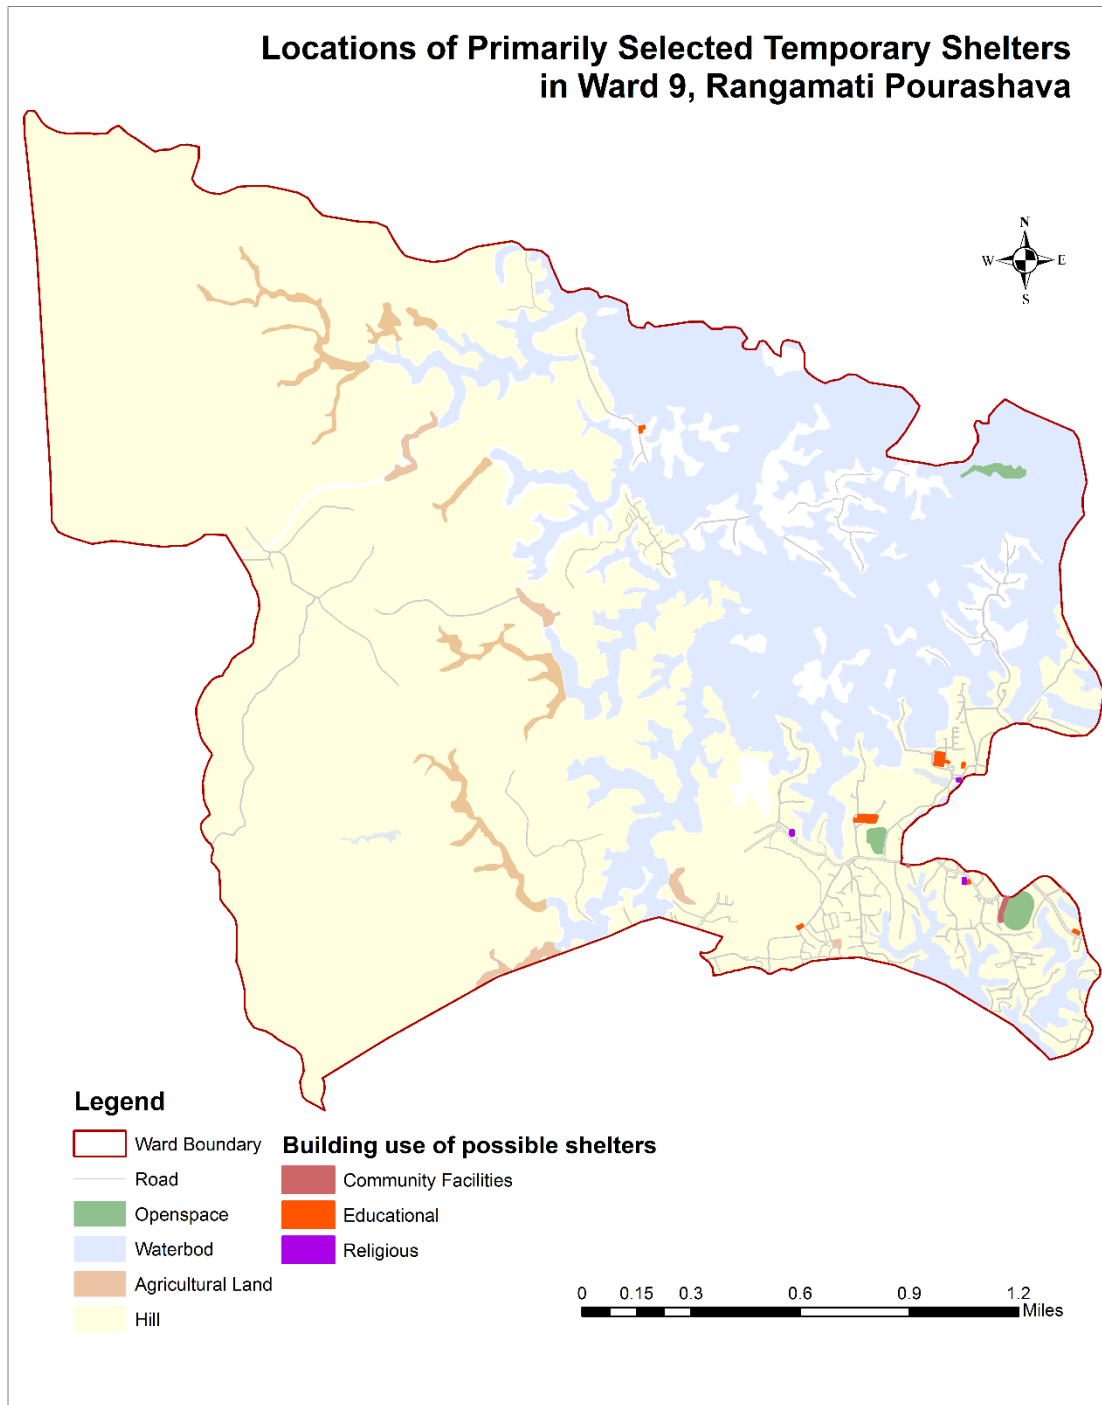 Locations of Primarily Selected Temporary Shelters
in Ward 9, Rangamati Pourashava
N
W
E
S
Legend
Ward Boundary
Road
Openspace
Waterbod
Agricultural Land
Hill
Building use of possible shelters
Community Facilities
Educational
Religious
0 0.15 0.3 0.6 0.9 1.2
Miles